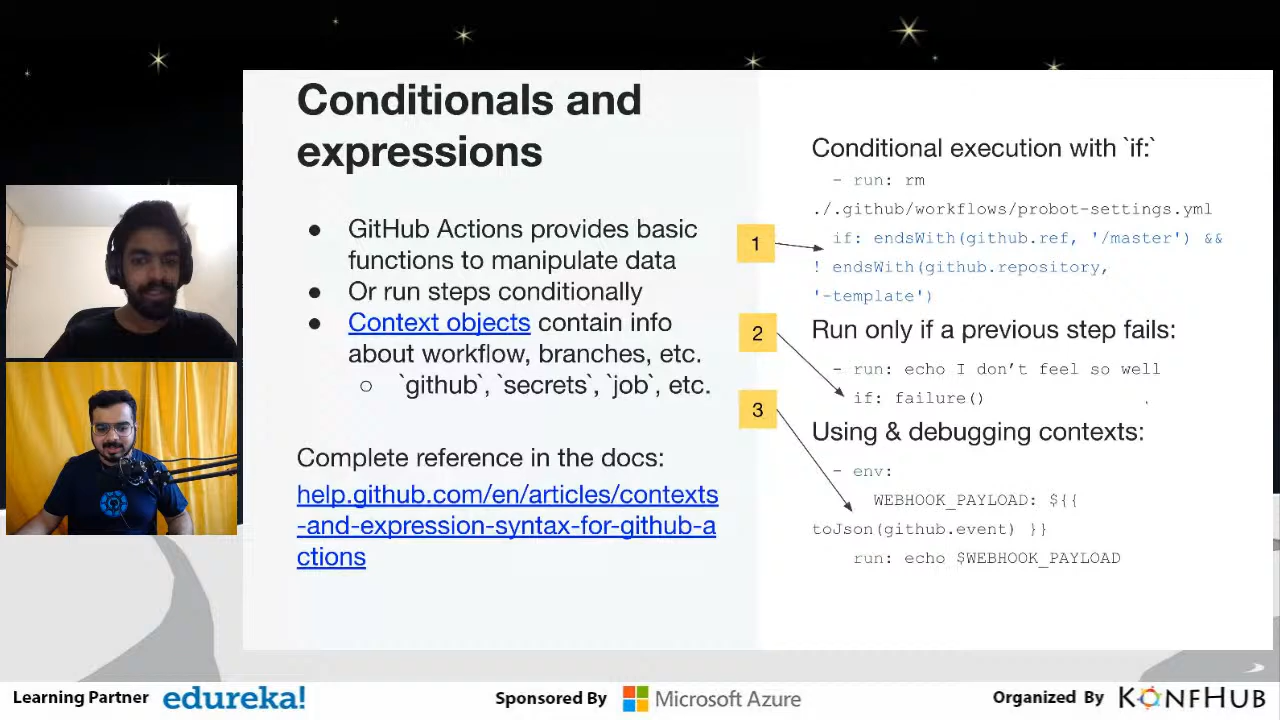 Conditionals and
expressions
● GitHub Actions provides basic
functions to manipulate data
● Or run steps conditionally
● Context objects contain info
about workflow, branches, etc.
○ `github`, `secrets`, `job`, etc.
Complete reference in the docs:
help.github.com/en/articles/contexts
-and-expression-syntax-for-github-a
ctions
Conditional execution with `if:`
- run: rm
./.github/workflows/probot-settings.yml
1
if: endsWith(github.ref, '/master') &&
! endsWith(github.repository,
'-template')
2
Run only if a previous step fails:
- run: echo I don’t feel so well
if: failure()
3
Using & debugging contexts:
- env:
WEBHOOK_PAYLOAD: ${{
toJson(github.event) }}
run: echo $WEBHOOK_PAYLOAD
Learning Partner edureka!
Sponsored By Microsoft Azure
Organized By KONFHUB